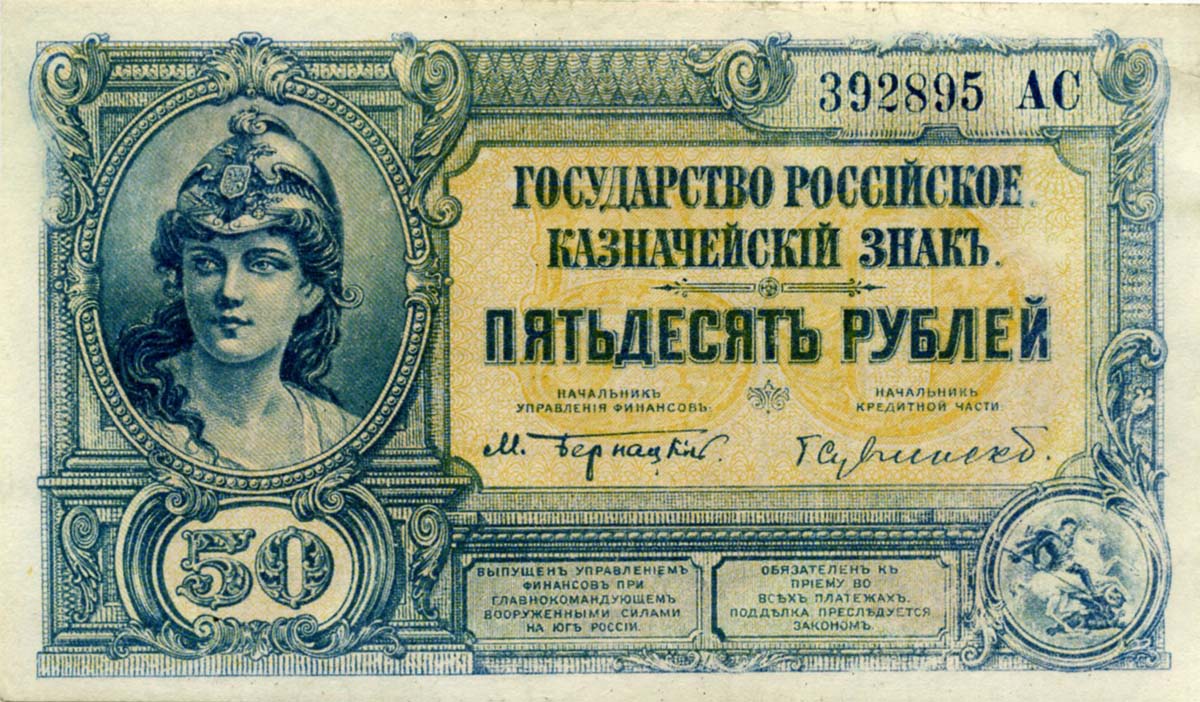 392895 АС
ГОСУДАРСТВО РОССІЙСКОЕ.
КАЗНАЧЕЙСКІЙ ЗНАКЪ.
ПЯТЬДЕСЯТЪ РУБЛЕЙ
НАЧАЛЬНИКЪ
УПРАВЛЕНІЯ ФИНАНСОВЪ:
НАЧАЛЬНИКЪ
КРЕДИТНОЙ ЧАСТИ
М. Бернацкій.
50
ВЫПУЩЕНЪ УПРАВЛЕНІЕМЪ
ФИНАНСОВЪ ПРИ
ГЛАВНОКОМАНДУЮЩЕМЪ
ВООРУЖЕННЫМИ СИЛАМИ
НА ЮГѢ РОССІИ.
ОБЯЗАТЕЛЕНЪ КЪ
ПРІЕМУ ВО
ВСѢХЪ ПЛАТЕЖАХЪ.
ПОДДѢЛКА ПРЕСЛѢДУЕТСЯ
ЗАКОНОМЪ.